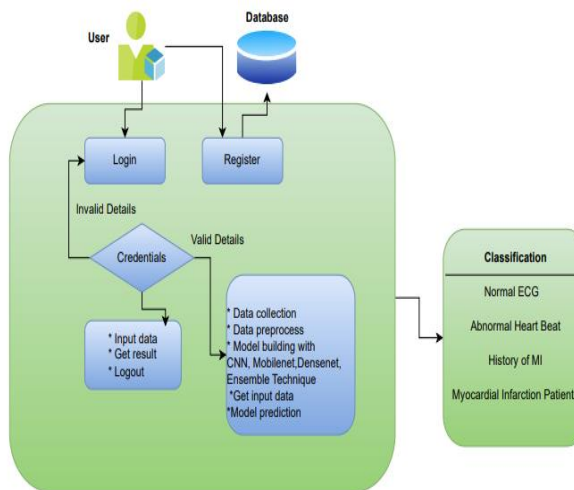 Database
User
Login
Register
Invalid Details
Valid Details
Credentials
* Input data
* Get result
* Logout
* Data collection
* Data preprocess
* Model building with
CNN, Mobilenet,Densenet,
Ensemble Technique
*Get input data
*Model prediction
Classification
Normal ECG
Abnormal Heart Beat
History of MI
Myocardial Infarction Patient